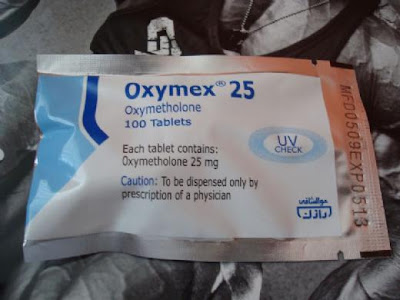 Oxymex® 25
Oxymetholone
100 Tablets
Each tablet contains:
Oxymetholone 25 mg
UV
CHECK
Caution: To be dispensed only by
prescription of a physician
MFD0509EXP0513